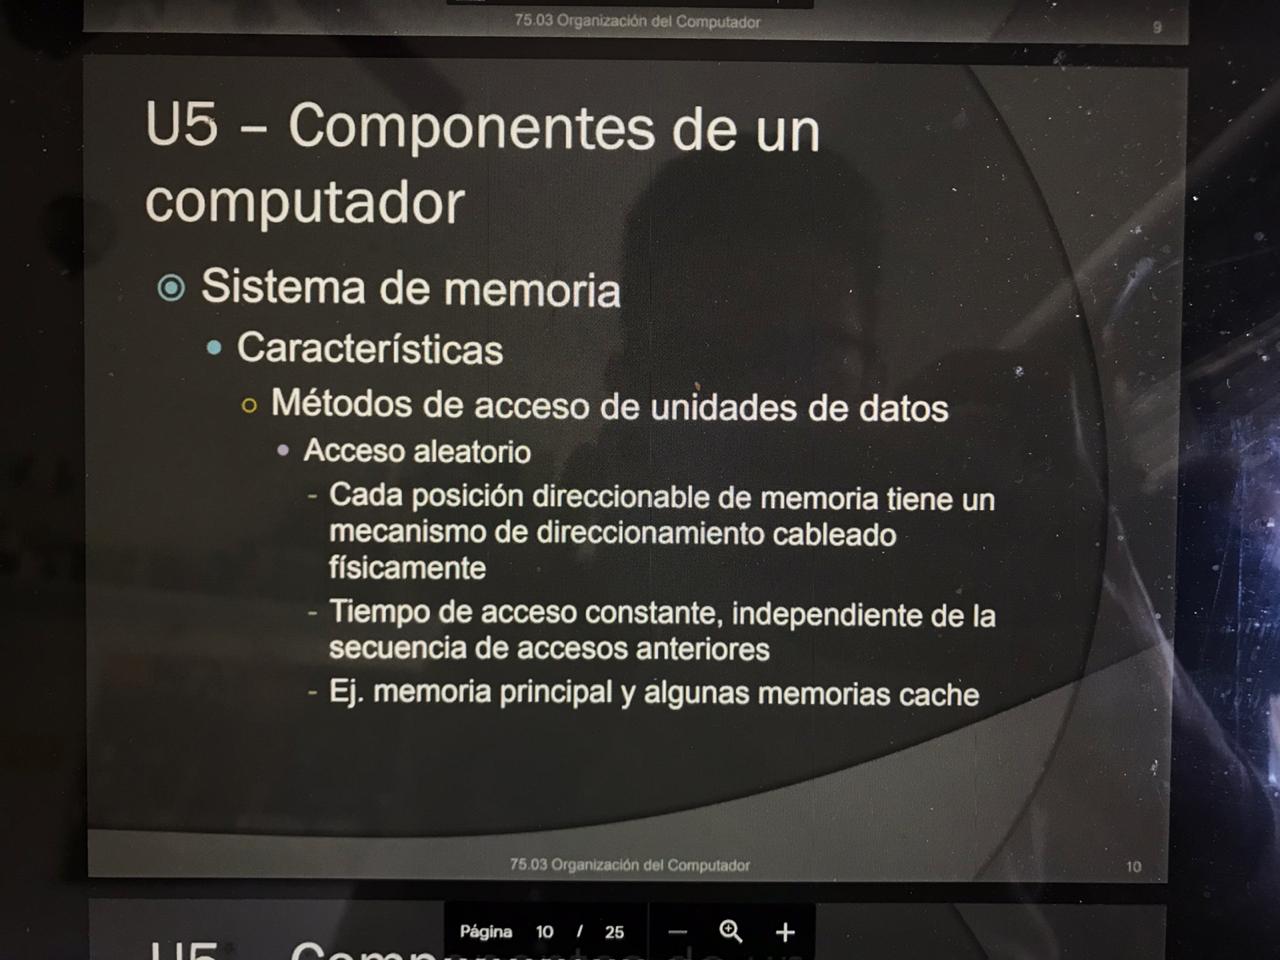 75.03 Organización del Computador
9
U5 – Componentes de un
computador
Sistema de memoria
Características
Métodos de acceso de unidades de datos
Acceso aleatorio
- Cada posición direccionable de memoria tiene un
mecanismo de direccionamiento cableado
físicamente
- Tiempo de acceso constante, independiente de la
secuencia de accesos anteriores
- Ej. memoria principal y algunas memorias cache
75.03 Organización del Computador
10
Página 10 / 25